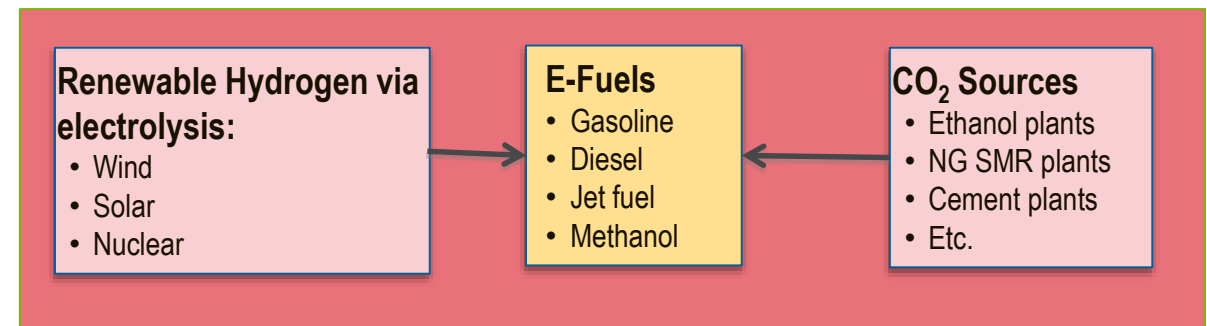 Renewable Hydrogen via
electrolysis:
• Wind
• Solar
• Nuclear
E-Fuels
• Gasoline
• Diesel
• Jet fuel
• Methanol
CO₂ Sources
• Ethanol plants
• NG SMR plants
• Cement plants
• Etc.